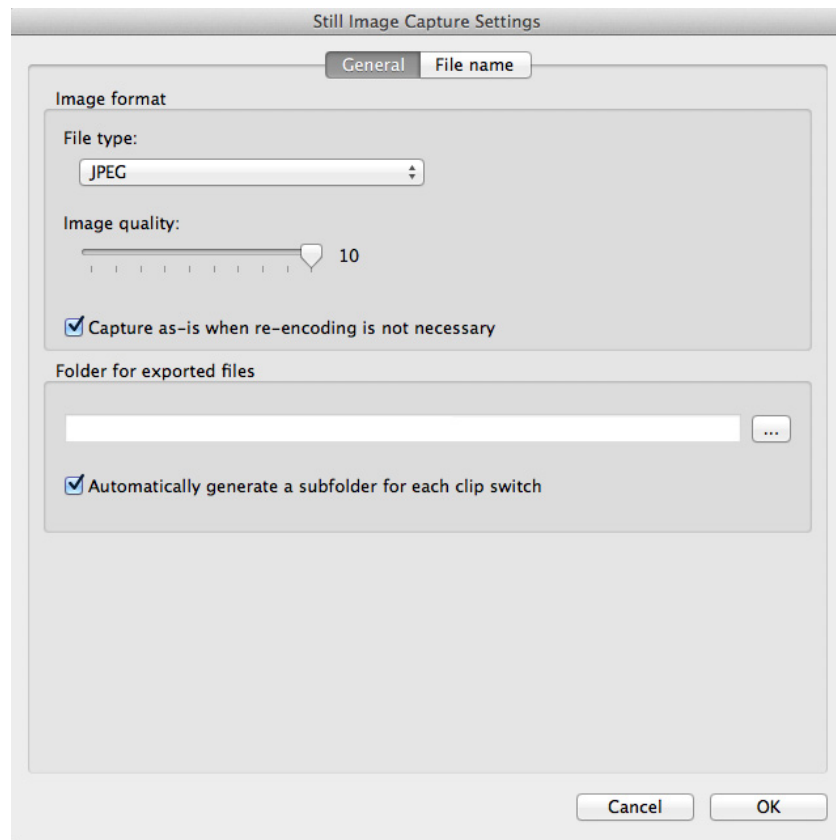 Still Image Capture Settings
General File name
Image format
File type:
JPEG
Image quality:
10
Capture as-is when re-encoding is not necessary
Folder for exported files
...
Automatically generate a subfolder for each clip switch
Cancel OK